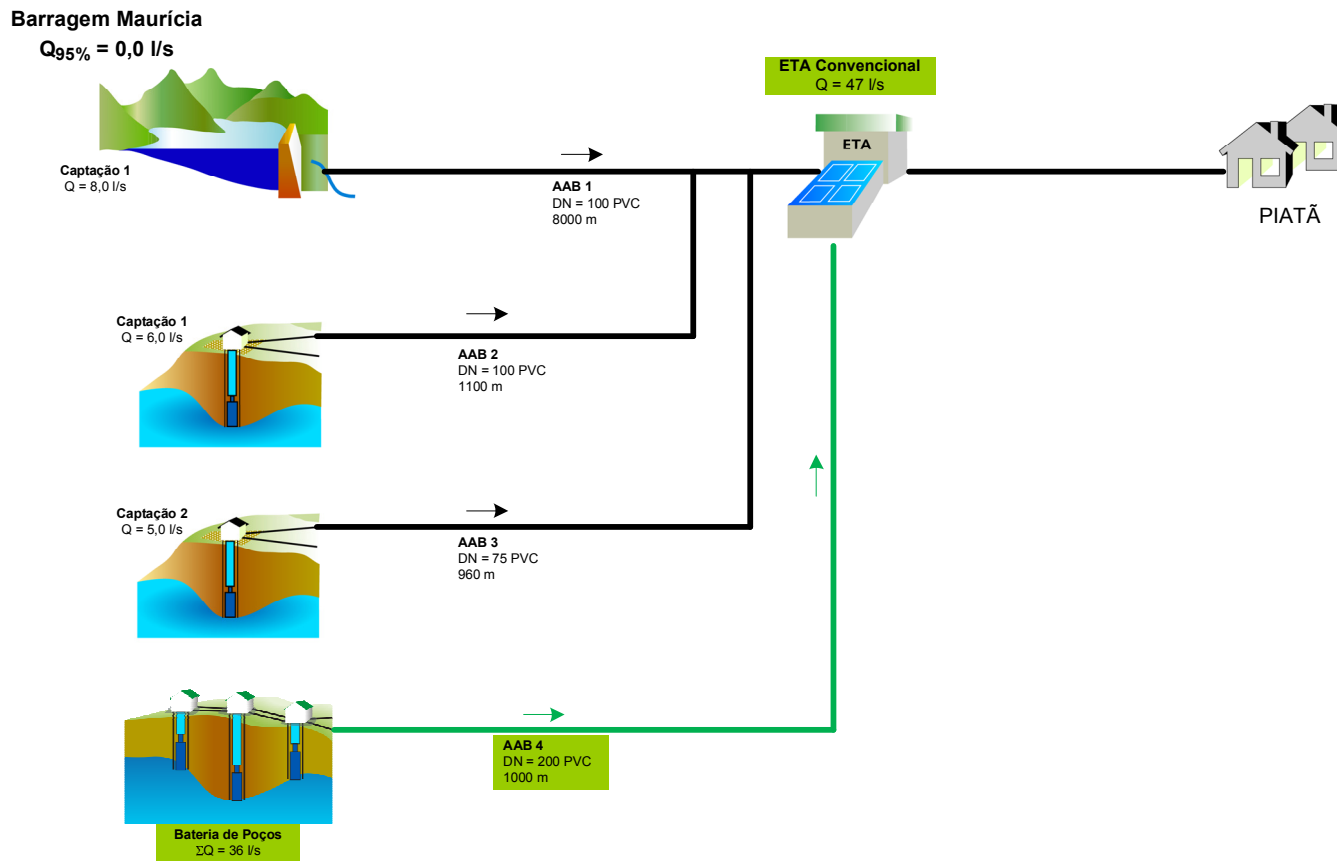 Barragem Maurícia
Q95% = 0,0 l/s
ETA Convencional
Q = 47 l/s
ETA
Captação 1
Q = 8,0 l/s
AAB 1
DN = 100 PVC
8000 m
PIATÃ
Captação 1
Q = 6,0 l/s
AAB 2
DN = 100 PVC
1100 m
Captação 2
Q = 5,0 l/s
AAB 3
DN = 75 PVC
960 m
AAB 4
DN = 200 PVC
1000 m
Bateria de Poços
ΣQ = 36 l/s